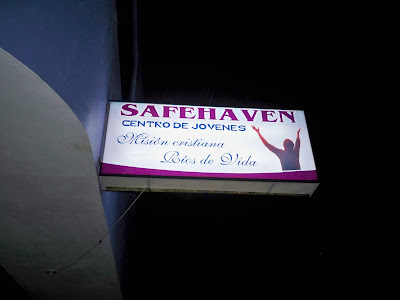 SAFEHAVEN
CENTRO DE JOVENES
Misión cristiana
Ríos de Vida